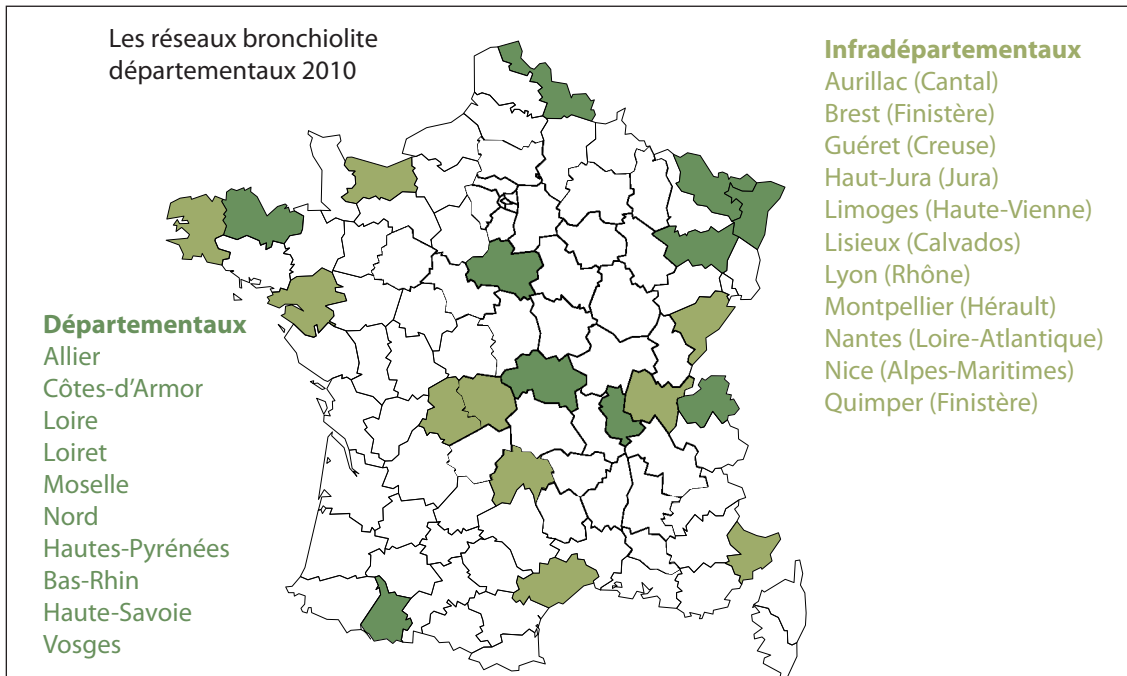 Les réseaux bronchiolite
départementaux 2010
Départementaux
Allier
Côtes-d'Armor
Loire
Loiret
Moselle
Nord
Hautes-Pyrénées
Bas-Rhin
Haute-Savoie
Vosges
Infradépartementaux
Aurillac (Cantal)
Brest (Finistère)
Guéret (Creuse)
Haut-Jura (Jura)
Limoges (Haute-Vienne)
Lisieux (Calvados)
Lyon (Rhône)
Montpellier (Hérault)
Nantes (Loire-Atlantique)
Nice (Alpes-Maritimes)
Quimper (Finistère)